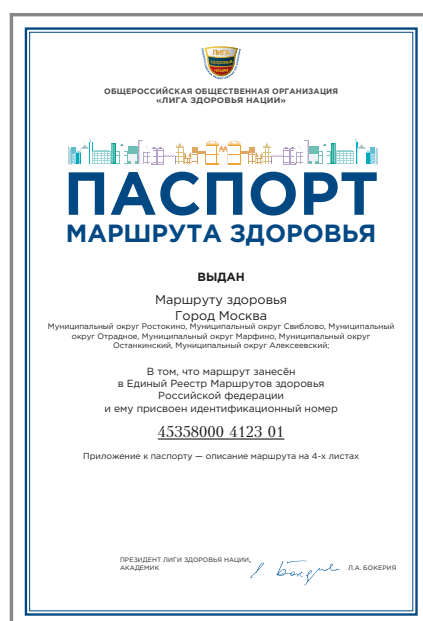 ЛИГА
ЗДОРОВЬЯ
НАЦИИ
ОБЩЕРОССИЙСКАЯ ОБЩЕСТВЕННАЯ ОРГАНИЗАЦИЯ
«ЛИГА ЗДОРОВЬЯ НАЦИИ»
ПАСПОРТ
МАРШРУТА ЗДОРОВЬЯ
ВЫДАН
Маршруту здоровья
Город Москва
Муниципальный округ Ростокино, Муниципальный округ Свиблово, Муниципальный
округ Отрадное, Муниципальный округ Марфино, Муниципальный округ
Останкинский, Муниципальный округ Алексеевский;
В том, что маршрут занесён
в Единый Реестр Маршрутов здоровья
Российской федерации
и ему присвоен идентификационный номер
45358000 4123 01
Приложение к паспорту — описание маршрута на 4-х листах
ПРЕЗИДЕНТ ЛИГИ ЗДОРОВЬЯ НАЦИИ,
АКАДЕМИК
Л.А. БОКЕРИЯ